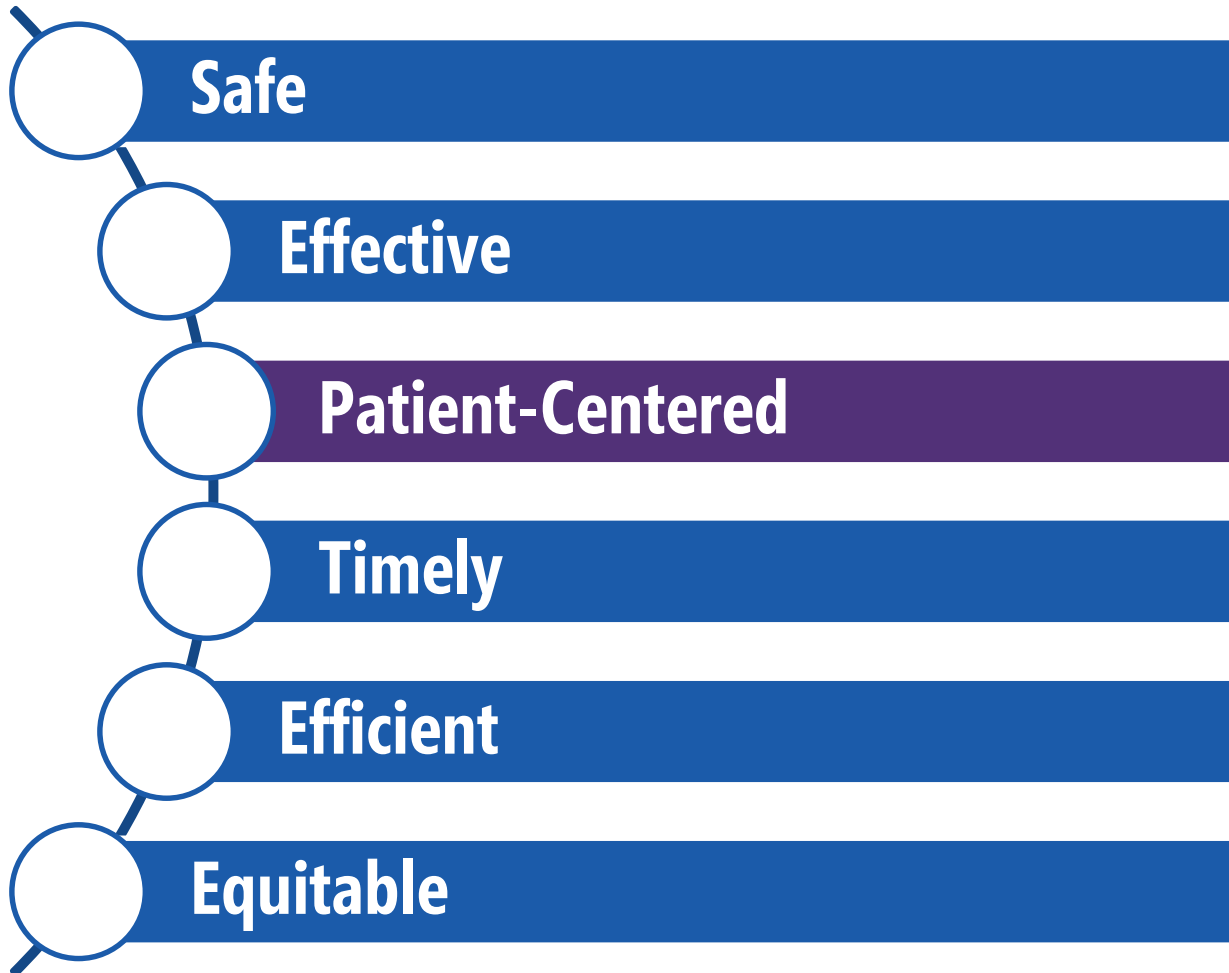 Safe
Effective
Patient-Centered
Timely
Efficient
Equitable